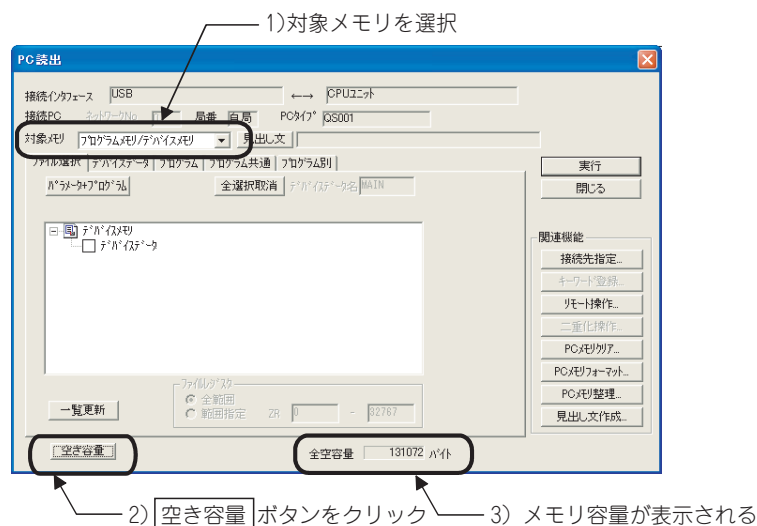 1)対象メモリを選択
PC読出
接続インタフェース USB ←→ CPUユニット
接続PC ネットワークNo. 局番 自局 PCタイプ QS001
対象メモリ プログラムメモリ/デバイスメモリ 見出し文
ファイル選択 デバイスデータ プログラム プログラム共通 プログラム別
実行
パラメータ+プログラム 全選択取消 デバイスデータ名 MAIN
閉じる
デバイスメモリ
デバイスデータ
関連機能
接続先指定...
キーワード登録...
リモート操作...
二重化操作...
PCメモリクリア...
PCメモリフォーマット...
PCメモリ整理...
見出し文作成...
ファイルレジスタ
全範囲
一覧更新 範囲指定 ZR 0 - 32767
空き容量 全空容量 131072 バイト
2) 空き容量 ボタンをクリック 3) メモリ容量が表示される